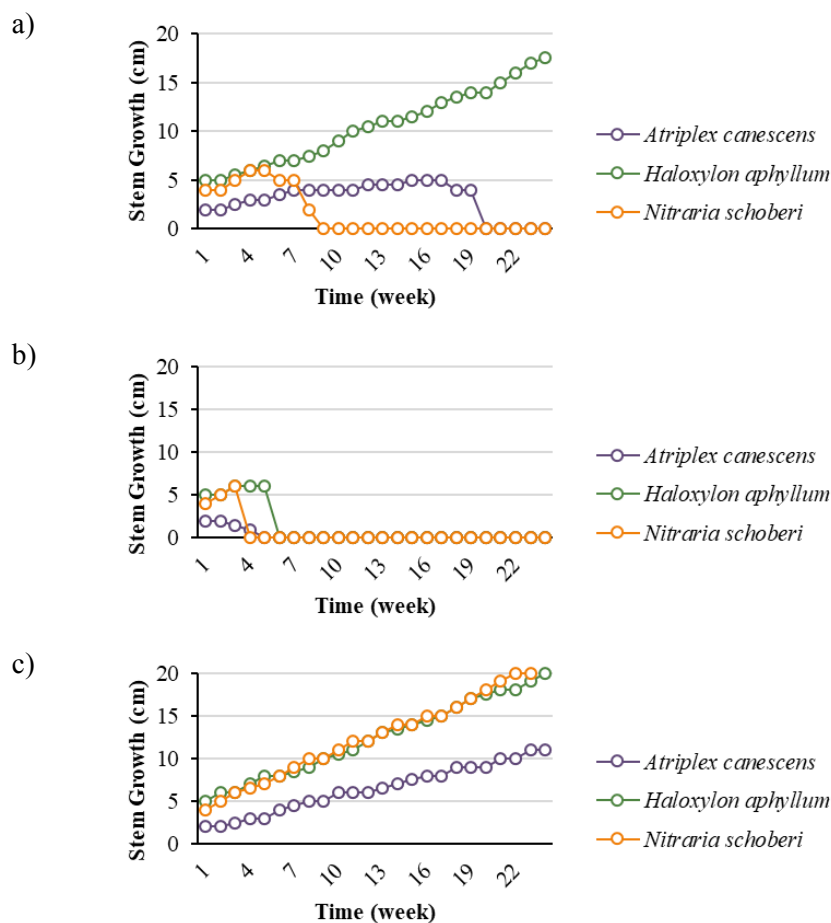 a)
20
15
10
5
0
Stem Growth (cm)
1 4 7 10 13 16 19 22
Time (week)
Atriplex canescens
Haloxylon aphyllum
Nitraria schoberi
b)
20
15
10
5
0
Stem Growth (cm)
1 4 7 10 13 16 19 22
Time (week)
Atriplex canescens
Haloxylon aphyllum
Nitraria schoberi
c)
20
15
10
5
0
Stem Growth (cm)
1 4 7 10 13 16 19 22
Time (week)
Atriplex canescens
Haloxylon aphyllum
Nitraria schoberi